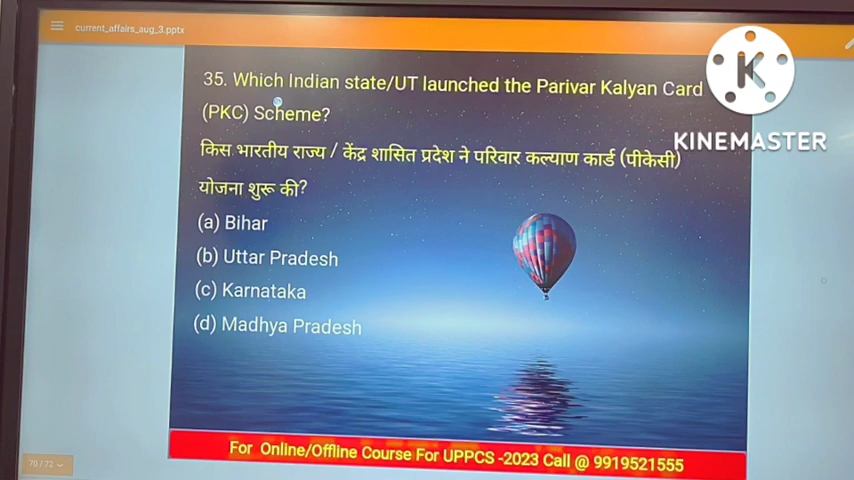 current_affairs_aug_3.pptx
35. Which Indian state/UT launched the Parivar Kalyan Card
(PKC) Scheme?
किस भारतीय राज्य / केंद्र शासित प्रदेश ने परिवार कल्याण कार्ड (पीकेसी)
योजना शुरू की?
(a) Bihar
(b) Uttar Pradesh
(c) Karnataka
(d) Madhya Pradesh
K
KINEMASTER
For Online/Offline Course For UPPCS -2023 Call @ 9919521555
70 / 72